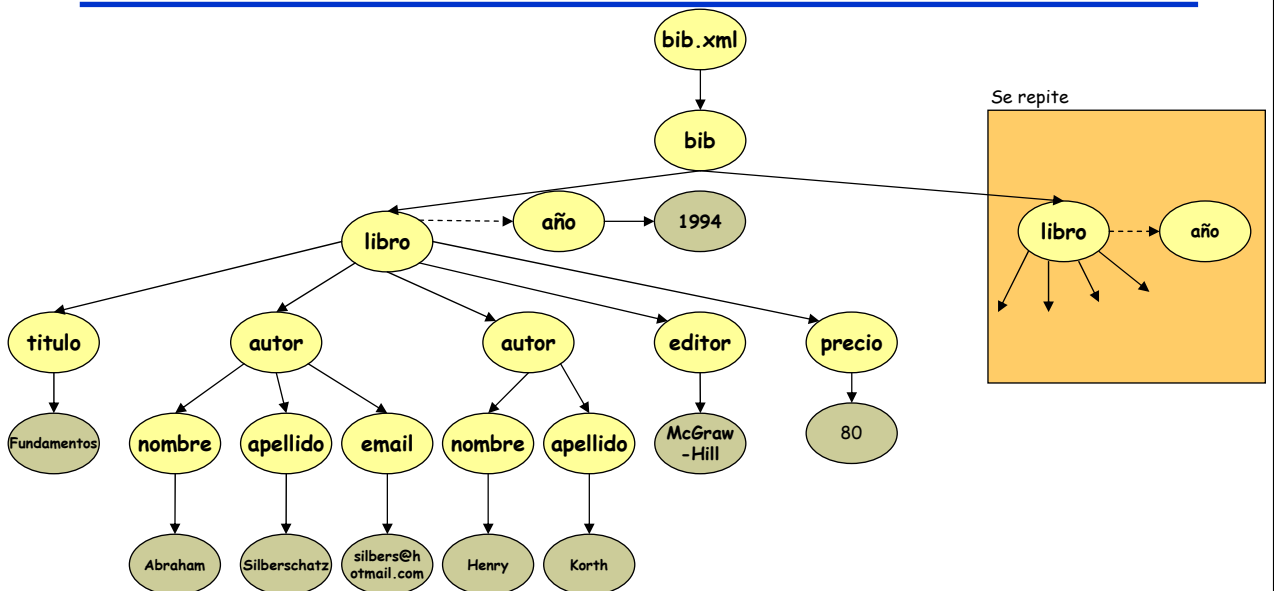 bib.xml
Se repite
bib
año
1994
libro
libro
año
titulo
autor
autor
editor
precio
Fundamentos
nombre
apellido
email
nombre
apellido
McGraw
-Hill
80
Abraham
Silberschatz
silbers@h
otmail.com
Henry
Korth